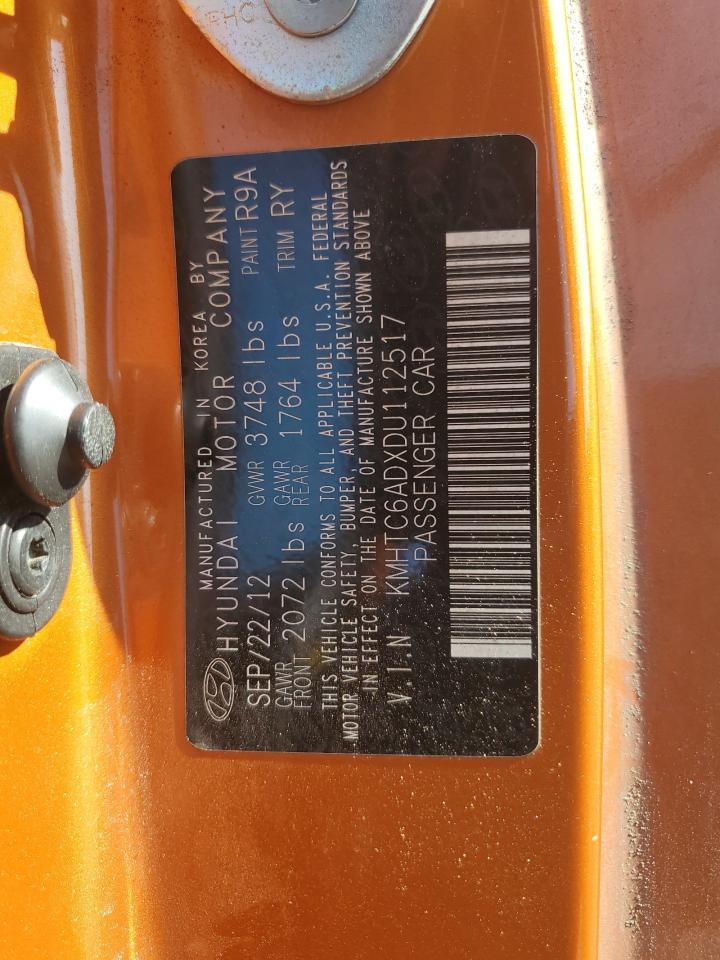 PHC
MANUFACTURED IN KOREA BY
HYUNDAI MOTOR COMPANY
SEP/22/12 GVWR 3748 lbs PAINT R9A
GAWR FRONT 2072 lbs GAWR REAR 1764 lbs TRIM RY
THIS VEHICLE CONFORMS TO ALL APPLICABLE U.S.A. FEDERAL
MOTOR VEHICLE SAFETY, BUMPER AND THEFT PREVENTION STANDARDS
IN EFFECT ON THE DATE OF MANUFACTURE SHOWN ABOVE
V.I.N KMHTC6ADXDU112517
PASSENGER CAR